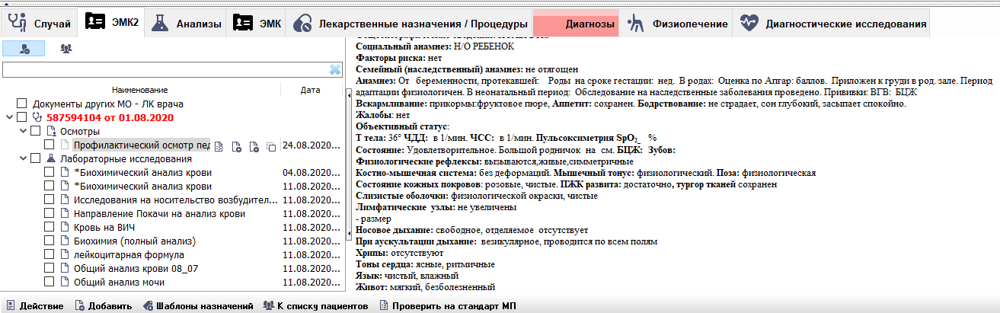 Случай
ЭМК2
Анализы
ЭМК
Лекарственные назначения / Процедуры
Диагнозы
Физиолечение
Диагностические исследования
Наименование Дата
Документы других МО - ЛК врача
587594104 от 01.08.2020
Осмотры
Профилактический осмотр пед 24.08.2020...
Лабораторные исследования
*Биохимический анализ крови 04.08.2020...
*Биохимический анализ крови 11.08.2020...
Исследования на носительство возбудител... 11.08.2020...
Направление Покачи на анализ крови 11.08.2020...
Кровь на ВИЧ 11.08.2020...
Биохимия (полный анализ) 11.08.2020...
лейкоцитарная формула 11.08.2020...
Общий анализ крови 08_07 11.08.2020...
Общий анализ мочи 11.08.2020...
Социальный анамнез: Н/О РЕБЕНОК
Факторы риска: нет
Семейный (наследственный) анамнез: не отягощен
Анамнез: От беременности, протекавшей: Роды на сроке гестации: нед. В родах: Оценка по Апгар: баллов. Приложен к груди в род. зале. Период
адаптации физиологичен. В неонатальный период: Обследование на наследственные заболевания проведено. Прививки: ВГВ: БЦЖ
Вскармливание: прикормы:фруктовое пюре, Аппетит: сохранен. Бодрствование: не страдает, сон глубокий, засыпает спокойно.
Жалобы: нет
Объективный статус:
Т тела: 36° ЧДД: в 1/мин. ЧСС: в 1/мин. Пульсоксиметрия SpO2_ %
Состояние: Удовлетворительное. Большой родничок на см. БЦЖ: Зубов:
Физиологические рефлексы: вызываются,живые,симметричные
Костно-мышечная система: без деформаций. Мышечный тонус: физиологический. Поза: физиологическая
Состояние кожных покровов: розовые, чистые. ПЖК развита: достаточно, тургор тканей сохранен
Слизистые оболочки: физиологической окраски, чистые
Лимфатические узлы: не увеличены
- размер
Носовое дыхание: свободное, отделяемое отсутствует
При аускультации дыхание: везикулярное, проводится по всем полям
Хрипы: отсутствуют
Тоны сердца: ясные, ритмичные
Язык: чистый, влажный
Живот: мягкий, безболезненный
Действие
Добавить
Шаблоны назначений
К списку пациентов
Проверить на стандарт МП